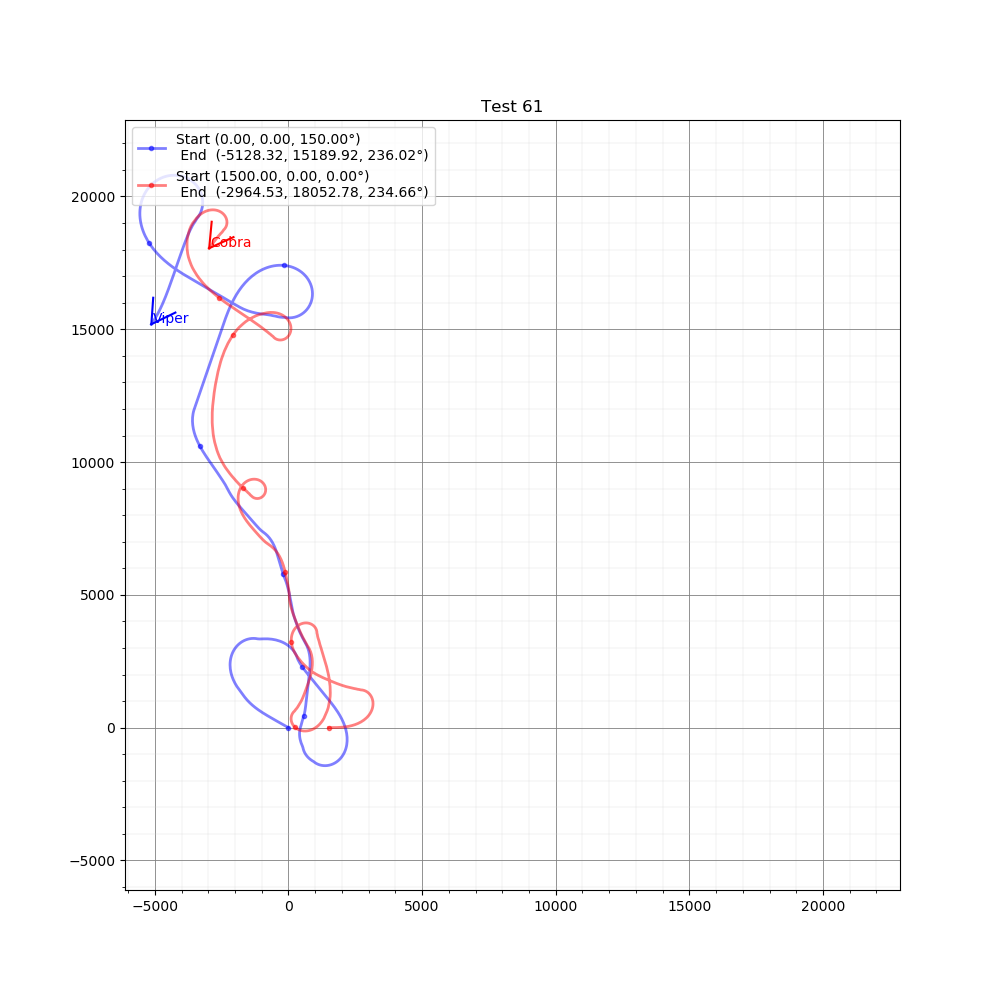 Test 61
Start (0.00, 0.00, 150.00°)
End  (-5128.32, 15189.92, 236.02°)
Start (1500.00, 0.00, 0.00°)
End  (-2964.53, 18052.78, 234.66°)
20000
Cobra
Viper
15000
10000
5000
0
−5000
−5000 0 5000 10000 15000 20000